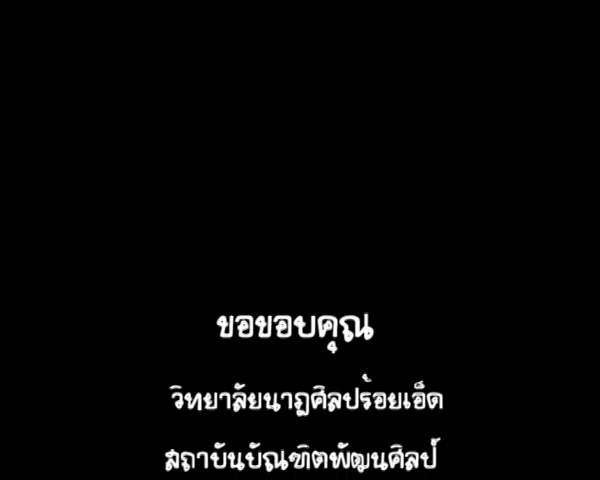 ขอขอบคุณ
วิทยาลัยนาฏศิลปร้อยเอ็ด
สถาบันบัณฑิตพัฒนศิลป์